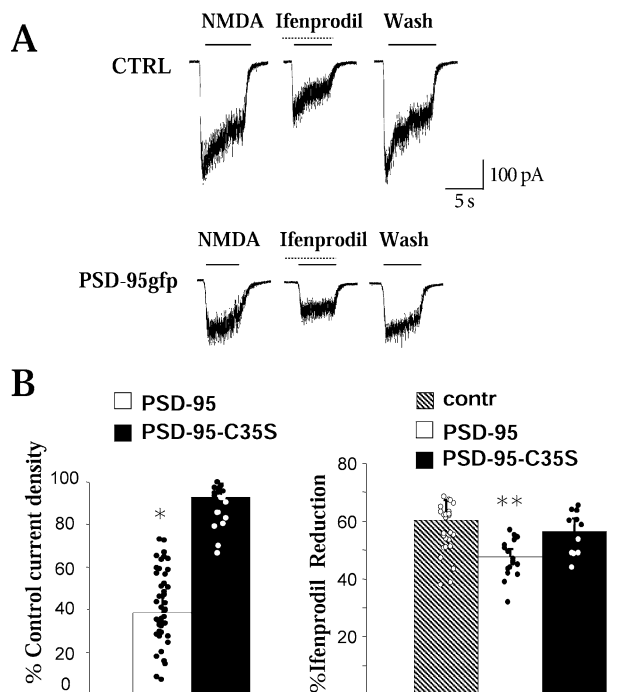 A
NMDA Ifenprodil Wash
CTRL
100 pA
5 s
NMDA Ifenprodil Wash
PSD-95gfp
B
PSD-95
PSD-95-C35S
% Control current density
100
80
60
40
20
0
*
contr
PSD-95
PSD-95-C35S
%Ifenprodil Reduction
80
60
40
20
**